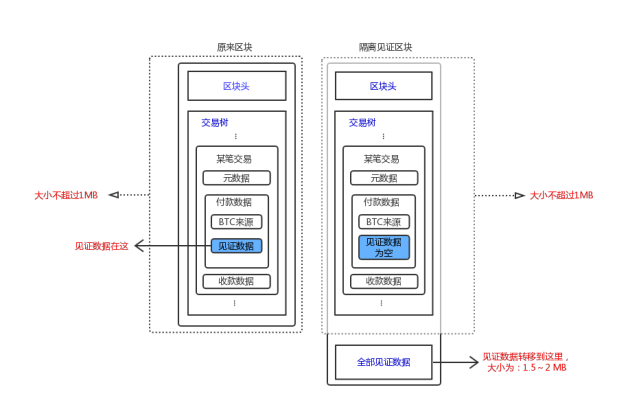 原来区块
区块头
交易树
某笔交易
元数据
付款数据
BTC来源
见证数据
收款数据
大小不超过1MB
见证数据在这
隔离见证区块
区块头
交易树
某笔交易
元数据
付款数据
BTC来源
见证数据
为空
收款数据
全部见证数据
大小不超过1MB
见证数据转移到这里，
大小为：1.5～2 MB